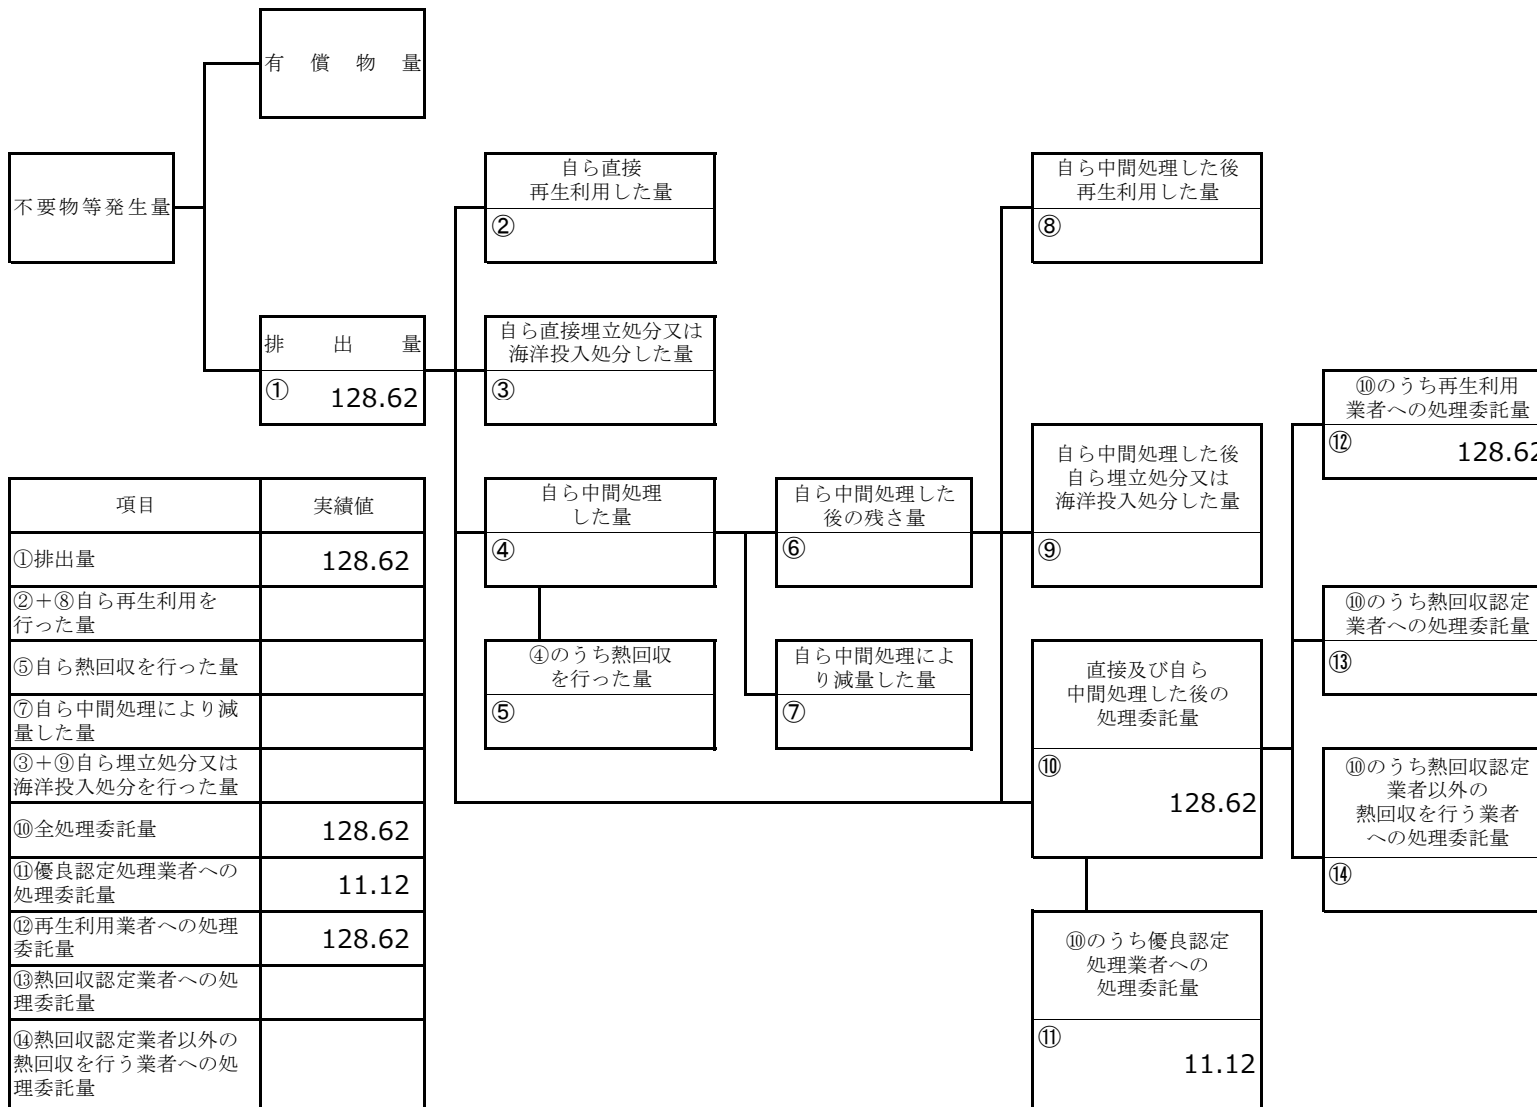 有償物量
不要物等発生量
自ら直接
再生利用した量
②
自ら中間処理した後
再生利用した量
⑧
排出量
① 128.62
自ら直接埋立処分又は
海洋投入処分した量
③
⑩のうち再生利用
業者への処理委託量
⑫ 128.62
自ら中間処理
した量
④
自ら中間処理した
後の残さ量
⑥
自ら中間処理した後
自ら埋立処分又は
海洋投入処分した量
⑨
④のうち熱回収
を行った量
⑤
自ら中間処理によ
り減量した量
⑦
直接及び自ら
中間処理した後の
処理委託量
⑩
128.62
⑩のうち熱回収認定
業者への処理委託量
⑬
⑩のうち熱回収認定
業者以外の
熱回収を行う業者
への処理委託量
⑭
⑩のうち優良認定
処理業者への
処理委託量
⑪
11.12
項目 実績値
①排出量 128.62
②+⑧自ら再生利用を
行った量
⑤自ら熱回収を行った量
⑦自ら中間処理により減
量した量
③+⑨自ら埋立処分又は
海洋投入処分を行った量
⑩全処理委託量 128.62
⑪優良認定処理業者への
処理委託量 11.12
⑫再生利用業者への処理
委託量 128.62
⑬熱回収認定業者への処
理委託量
⑭熱回収認定業者以外の
熱回収を行う業者への処
理委託量